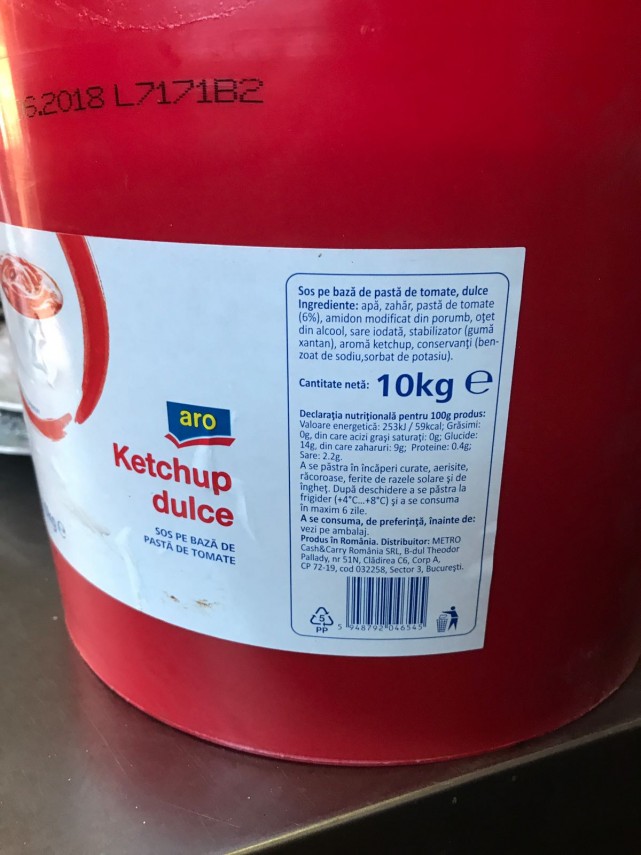 6.2018 L7171B2
aro
Ketchup
dulce
SOS PE BAZĂ DE
PASTĂ DE TOMATE
Sos pe bază de pastă de tomate, dulce
Ingrediente: apă, zahăr, pastă de tomate
(6%), amidon modificat din porumb, oțet
din alcool, sare iodată, stabilizator (gumă
xantan), aromă ketchup, conservanți (ben-
zoat de sodiu,sorbat de potasiu).
Cantitate netă: 10kg ℮
Declarația nutrițională pentru 100g produs:
Valoare energetică: 253kJ / 59kcal; Grăsimi:
0g, din care acizi grași saturați: 0g; Glucide:
14g, din care zaharuri: 9g; Proteine: 0.4g;
Sare: 2.2g.
A se păstra în încăperi curate, aerisite,
răcoroase, ferite de razele solare și de
îngheț. După deschidere a se păstra la
frigider (+4°C...+8°C) și a se consuma
în maxim 6 zile.
A se consuma, de preferință, înainte de:
vezi pe ambalaj.
Produs în România. Distribuitor: METRO
Cash&Carry România SRL, B-dul Theodor
Pallady, nr 51N, Clădirea C6, Corp A,
CP 72-19, cod 032258, Sector 3, București.
5
PP
5 948792 046545